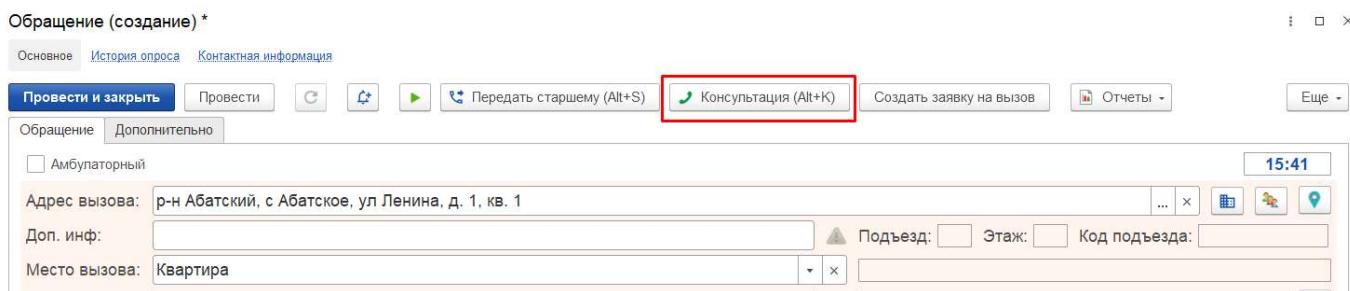 Обращение (создание) *
Основное История опроса Контактная информация
Провести и закрыть Провести Передать старшему (Alt+S) Консультация (Alt+K) Создать заявку на вызов Отчеты Еще
Обращение Дополнительно
Амбулаторный 15:41
Адрес вызова: р-н Абатский, с Абатское, ул Ленина, д. 1, кв. 1 ...
Доп. инф: Подъезд: Этаж: Код подъезда:
Место вызова: Квартира